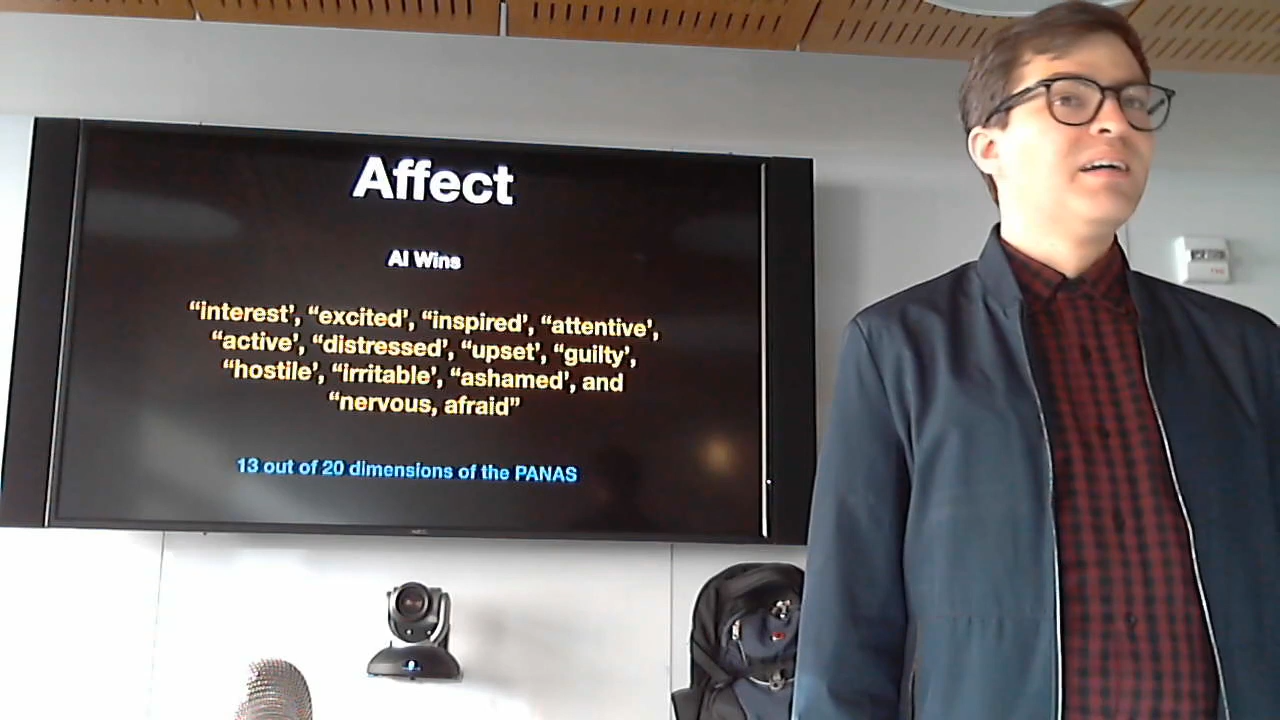 Affect
AI Wins
“interest’, “excited’, “inspired’, “attentive’,
“active’, “distressed’, “upset’, “guilty’,
“hostile’, “irritable’, “ashamed’, and
“nervous, afraid”
13 out of 20 dimensions of the PANAS
NEC